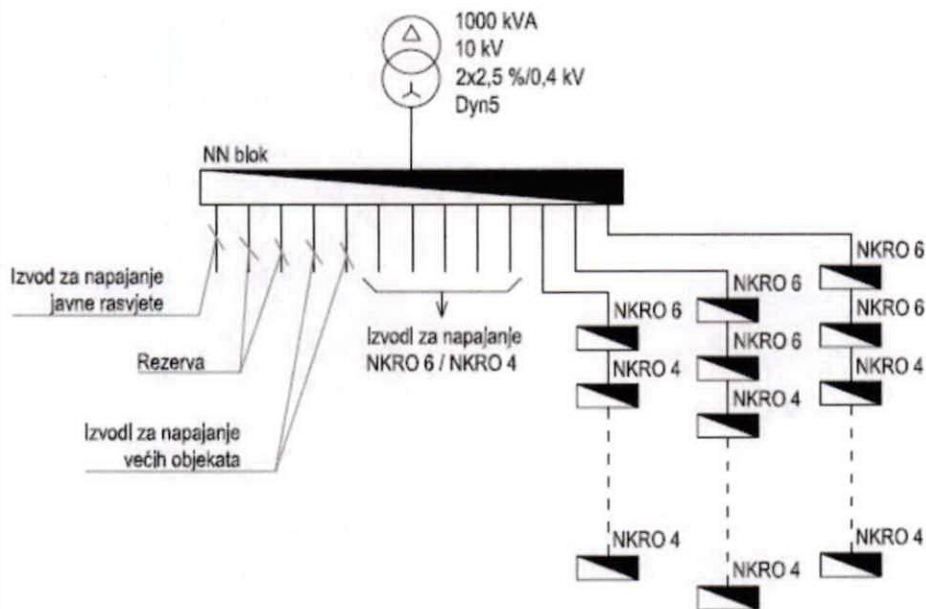 1000 kVA
10 kV
2x2,5 %/0,4 kV
Dyn5
NN blok
Izvod za napajanje
javne rasvjete
Rezerva
Izvodi za napajanje
većih objekata
Izvodi za napajanje
NKRO 6 / NKRO 4
NKRO 6
NKRO 4
NKRO 4
NKRO 6
NKRO 6
NKRO 4
NKRO 4
NKRO 6
NKRO 6
NKRO 4
NKRO 4